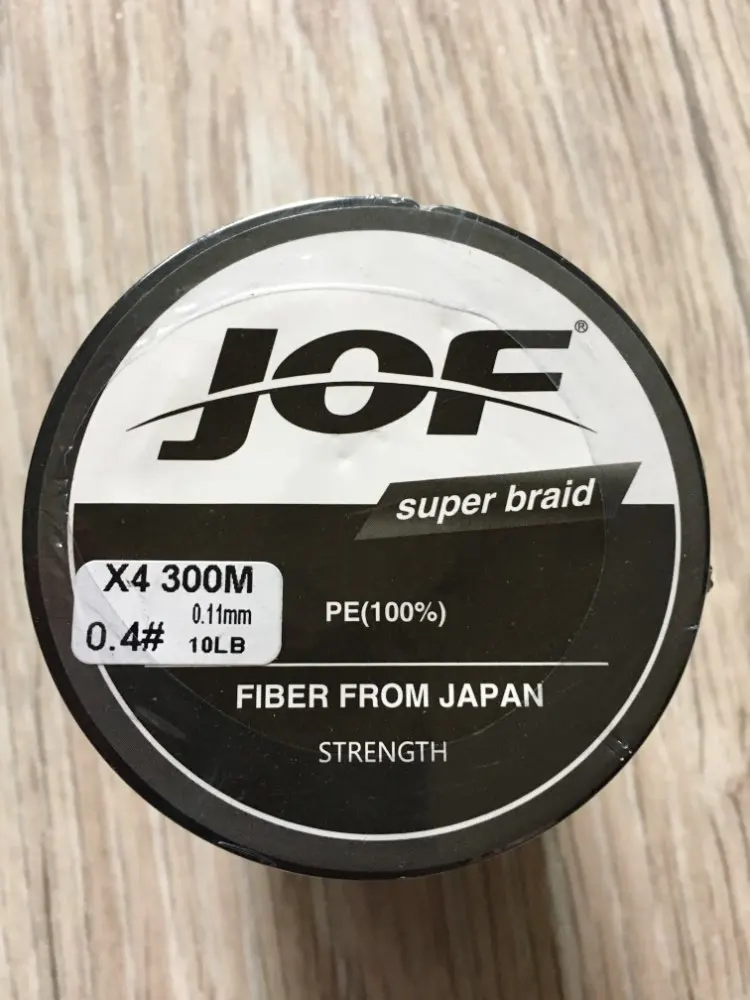 JOF®
super braid
X4 300M
0.11mm
0.4# 10LB
PE(100%)
FIBER FROM JAPAN
STRENGTH